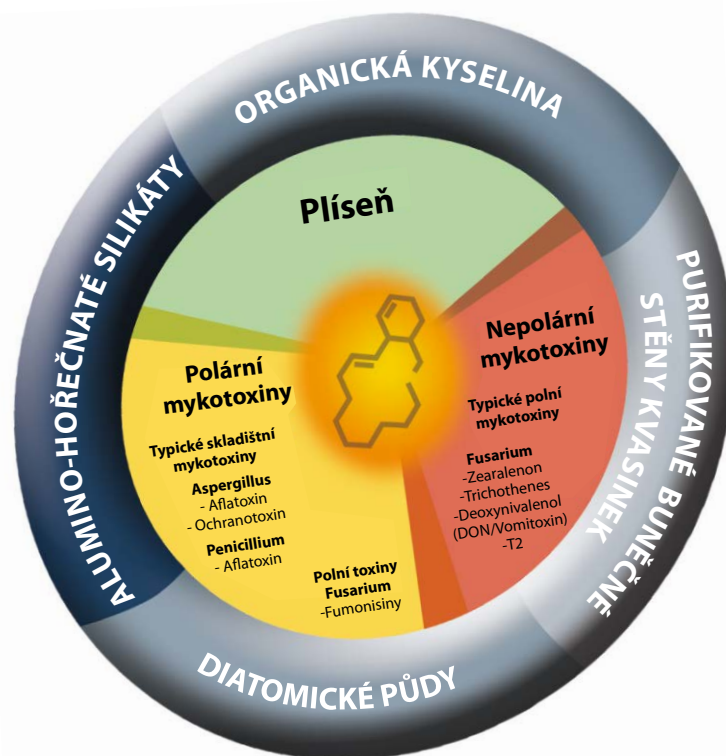 ORGANICKÁ KYSELINA
ALUMINO-HOŘEČNATÉ SILIKÁTY
PURIFIKOVANÉ BUNĚČNÉ
STĚNY KVASINEK
DIATOMICKÉ PŮDY
Plíseň
Polární
mykotoxiny
Typické skladištní
mykotoxiny
Aspergillus
- Aflatoxin
- Ochranotoxin
Penicillium
- Aflatoxin
Polní toxiny
Fusarium
-Fumonisiny
Nepolární
mykotoxiny
Typické polní
mykotoxiny
Fusarium
-Zearalenon
-Trichothenes
-Deoxynivalenol
(DON/Vomitoxin)
-T2